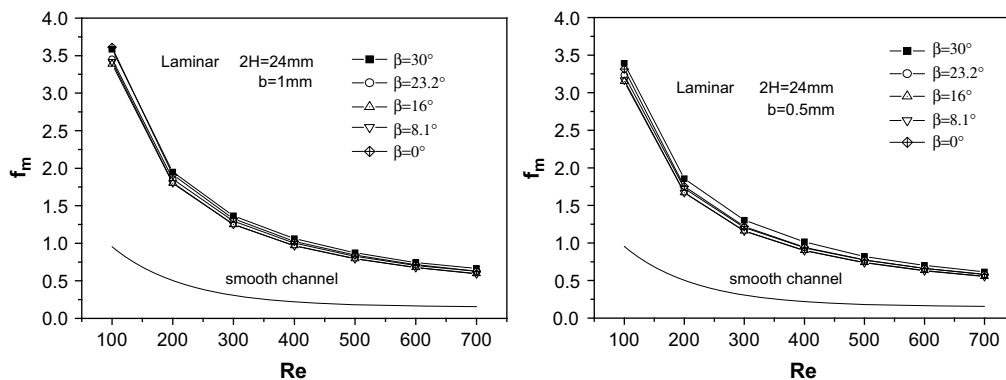 4.0
3.5
3.0
2.5
2.0
1.5
1.0
0.5
0.0
f_m
Laminar 2H=24mm
b=1mm
β=30°
β=23.2°
β=16°
β=8.1°
β=0°
smooth channel
100 200 300 400 500 600 700
Re
4.0
3.5
3.0
2.5
2.0
1.5
1.0
0.5
0.0
f_m
Laminar 2H=24mm
b=0.5mm
β=30°
β=23.2°
β=16°
β=8.1°
β=0°
smooth channel
100 200 300 400 500 600 700
Re